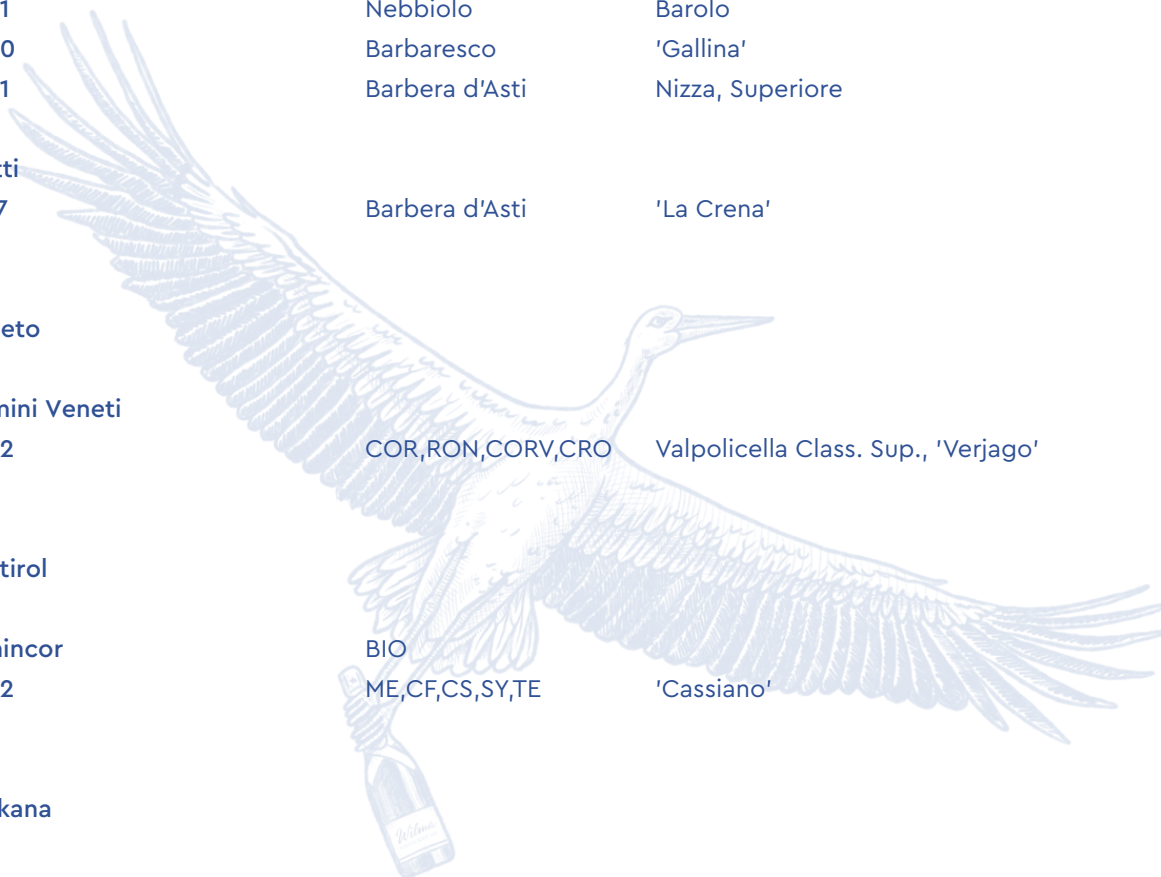 1 Nebbiolo Barolo
0 Barbaresco 'Gallina'
1 Barbera d'Asti Nizza, Superiore
tti
7 Barbera d'Asti 'La Crena'
eto
nini Veneti
2 COR,RON,CORV,CRO Valpolicella Class. Sup., 'Verjago'
tirol
incor BIO
2 ME,CF,CS,SY,TE 'Cassiano'
kana
Wilma